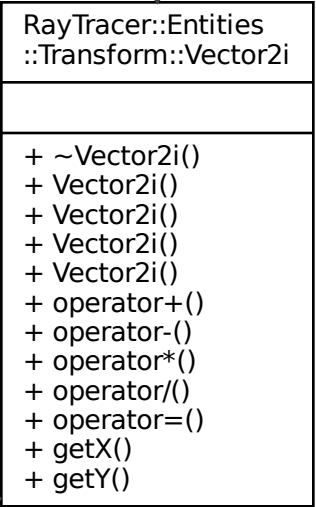 RayTracer::Entities
::Transform::Vector2i
+ ~Vector2i()
+ Vector2i()
+ Vector2i()
+ Vector2i()
+ Vector2i()
+ operator+()
+ operator-()
+ operator*()
+ operator/()
+ operator=()
+ getX()
+ getY()